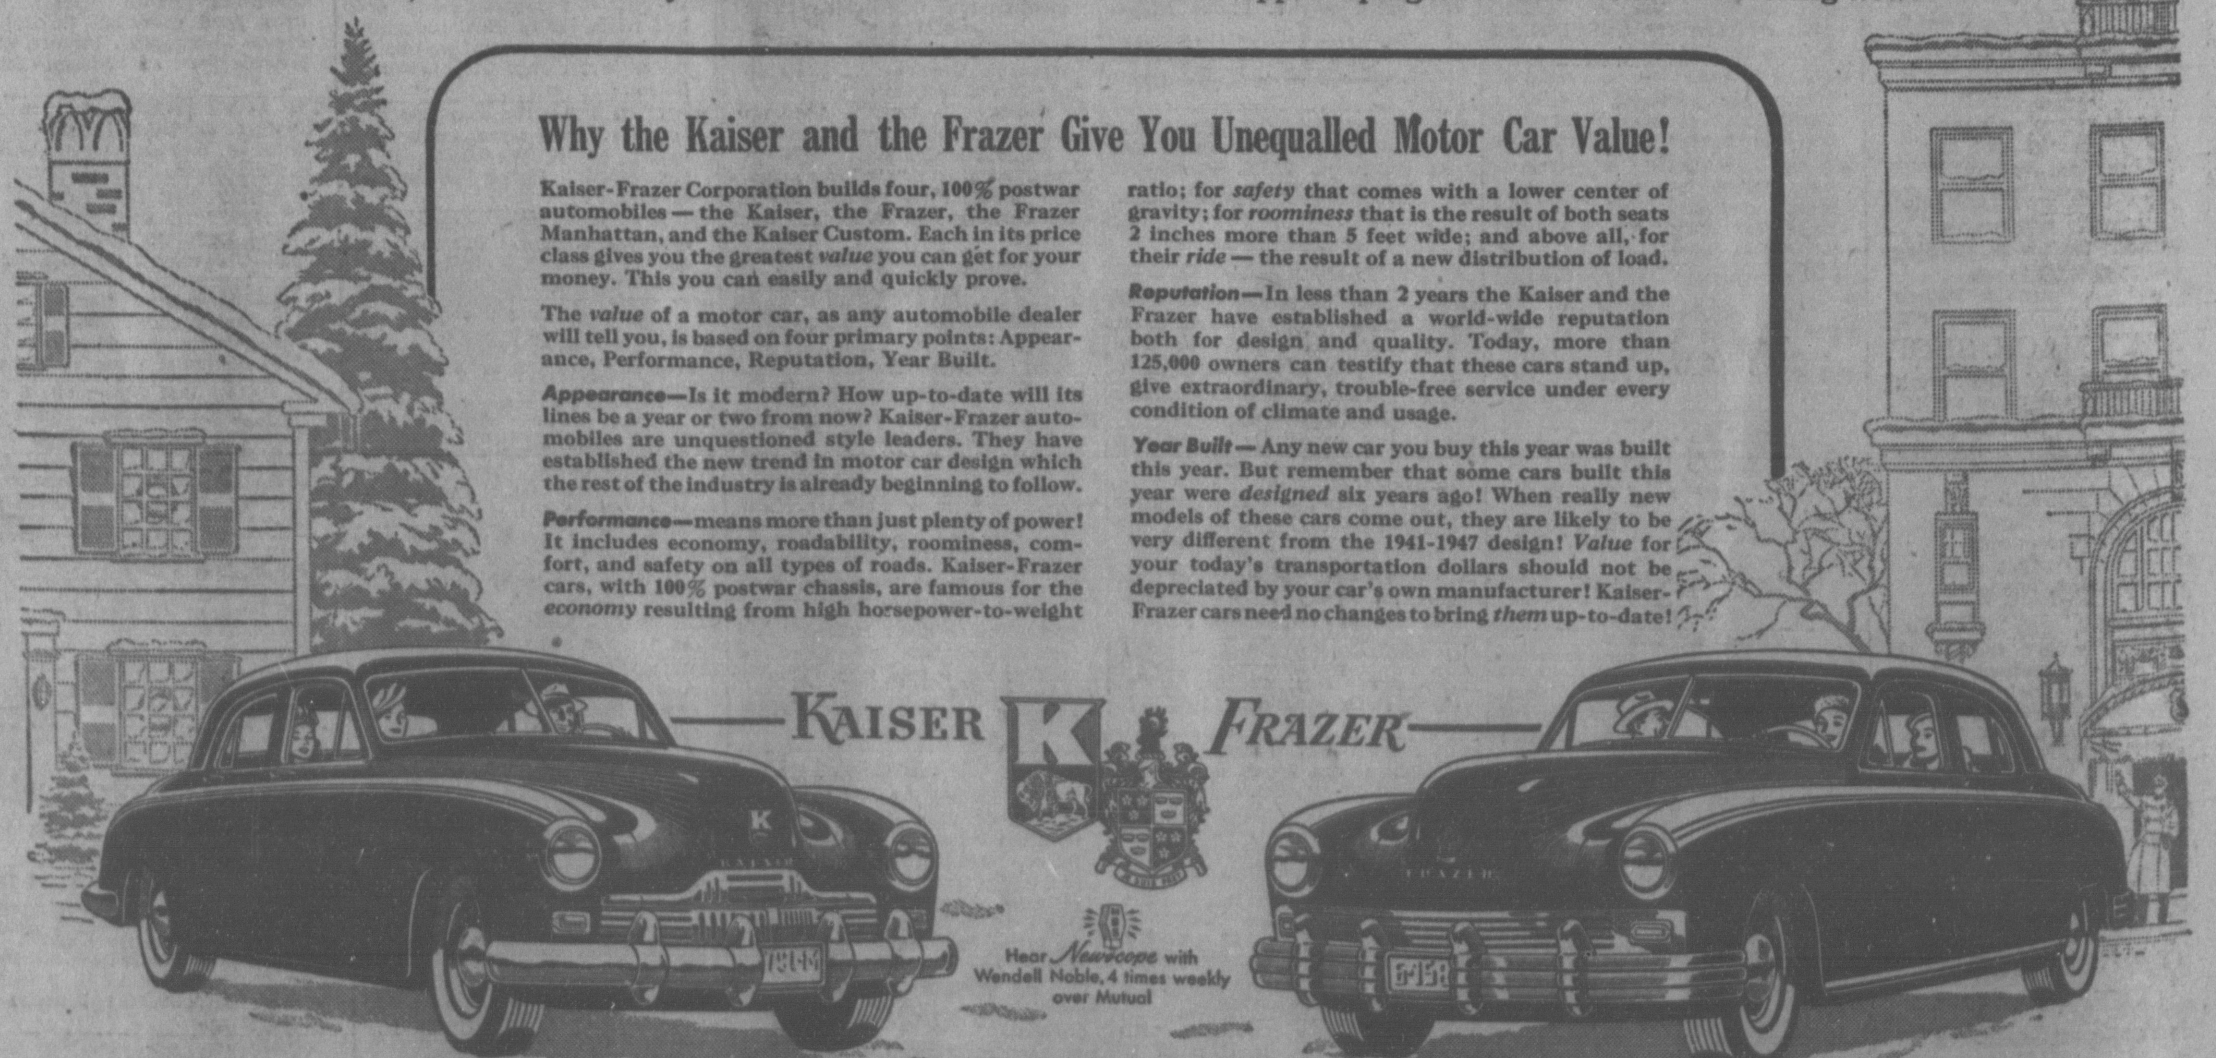 Why the Kaiser and the Frazer Give You Unequalled Motor Car Value!
Kaiser-Frazer Corporation builds four, 100% postwar
automobiles — the Kaiser, the Frazer, the Frazer
Manhattan, and the Kaiser Custom. Each in its price
class gives you the greatest value you can get for your
money. This you can easily and quickly prove.
The value of a motor car, as any automobile dealer
will tell you, is based on four primary points: Appear-
ance, Performance, Reputation, Year Built.
Appearance—Is it modern? How up-to-date will its
lines be a year or two from now? Kaiser-Frazer auto-
mobiles are unquestioned style leaders. They have
established the new trend in motor car design which
the rest of the industry is already beginning to follow.
Performance—means more than just plenty of power!
It includes economy, roadability, roominess, com-
fort, and safety on all types of roads. Kaiser-Frazer
cars, with 100% postwar chassis, are famous for the
economy resulting from high horsepower-to-weight
ratio; for safety that comes with a lower center of
gravity; for roominess that is the result of both seats
2 inches more than 5 feet wide; and above all, for
their ride — the result of a new distribution of load.
Reputation—In less than 2 years the Kaiser and the
Frazer have established a world-wide reputation
both for design and quality. Today, more than
125,000 owners can testify that these cars stand up,
give extraordinary, trouble-free service under every
condition of climate and usage.
Year Built— Any new car you buy this year was built
this year. But remember that some cars built this
year were designed six years ago! When really new
models of these cars come out, they are likely to be
very different from the 1941-1947 design! Value for
your today's transportation dollars should not be
depreciated by your car's own manufacturer! Kaiser-
Frazer cars need no changes to bring them up-to-date!
KAISER
K
FRAZER
K
KAISER
FRAZER
Hear Newscope with
Wendell Noble, 4 times weekly
over Mutual